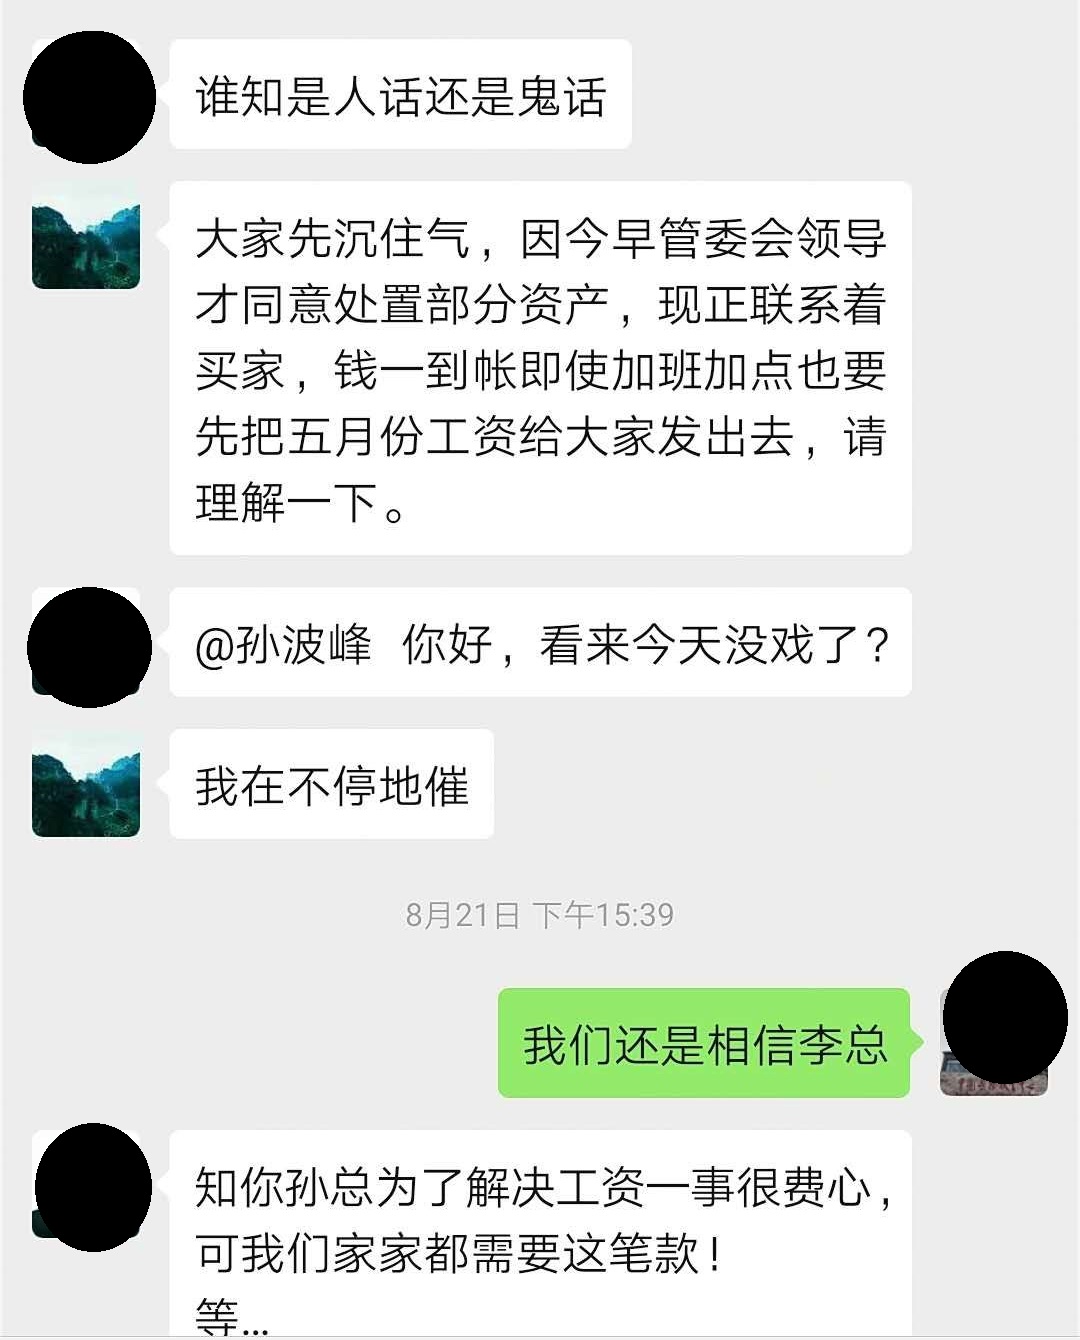 谁知是人话还是鬼话
大家先沉住气，因今早管委会领导
才同意处置部分资产，现正联系着
买家，钱一到帐即使加班加点也要
先把五月份工资给大家发出去，请
理解一下。
@孙波峰 你好，看来今天没戏了？
我在不停地催
8月21日 下午15:39
我们还是相信李总
知你孙总为了解决工资一事很费心，
可我们家家都需要这笔款！
等...